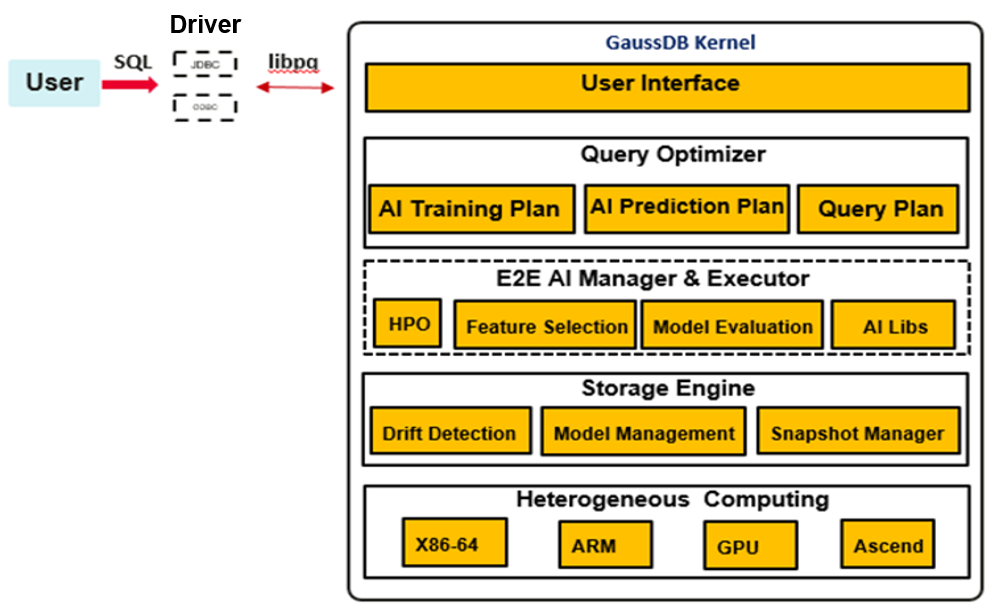 Driver
User
SQL
JDBC
ODBC
libpq
GaussDB Kernel
User Interface
Query Optimizer
AI Training Plan
AI Prediction Plan
Query Plan
E2E AI Manager & Executor
HPO
Feature Selection
Model Evaluation
AI Libs
Storage Engine
Drift Detection
Model Management
Snapshot Manager
Heterogeneous Computing
X86-64
ARM
GPU
Ascend